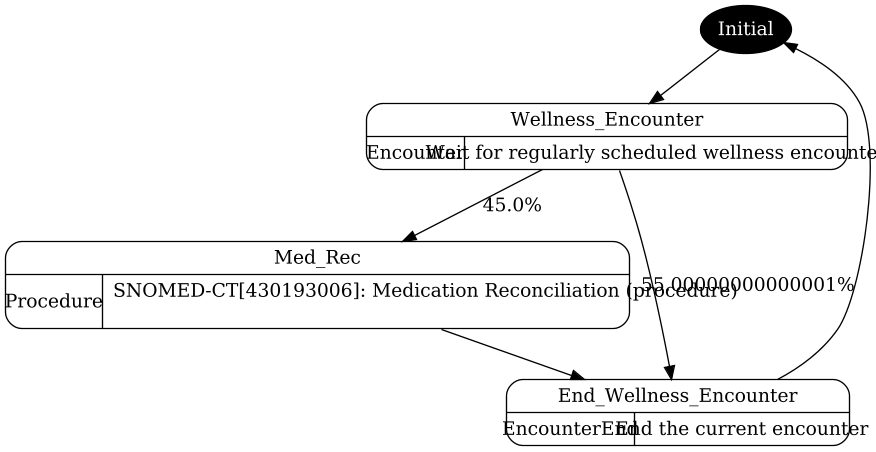 Initial
Wellness_Encounter
Encounter
Wait for regularly scheduled wellness encounte
45.0%
Med_Rec
Procedure
SNOMED-CT[430193006]: Medication Reconciliation (procedure)
55.00000000000001%
End_Wellness_Encounter
EncounterEnd
End the current encounter